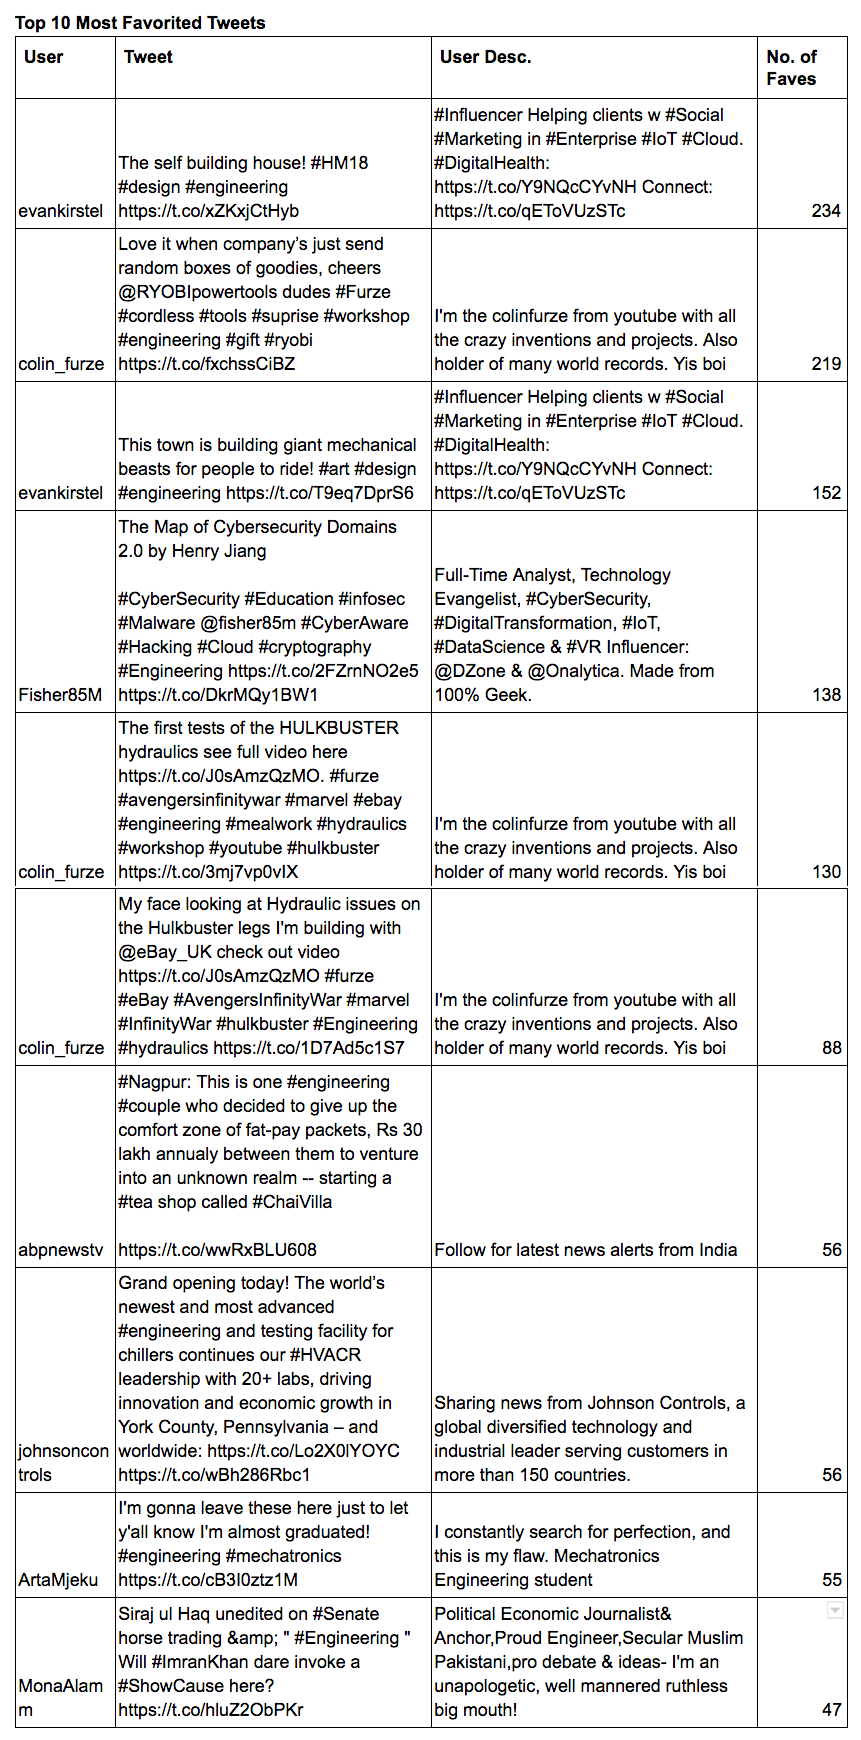 Top 10 Most Favorited Tweets
User Tweet User Desc. No. of
Faves
evankirstel
The self building house! #HM18
#design #engineering
https://t.co/xZKxjCtHyb
#Influencer Helping clients w #Social
#Marketing in #Enterprise #IoT #Cloud.
#DigitalHealth:
https://t.co/Y9NQcCYvNH Connect:
https://t.co/qEToVUzSTc
234
colin_furze
Love it when company’s just send
random boxes of goodies, cheers
@RYOBIpowertools dudes #Furze
#cordless #tools #suprise #workshop
#engineering #gift #ryobi
https://t.co/fxchssCiBZ
I'm the colinfurze from youtube with all
the crazy inventions and projects. Also
holder of many world records. Yis boi
219
evankirstel
This town is building giant mechanical
beasts for people to ride! #art #design
#engineering https://t.co/T9eq7DprS6
#Influencer Helping clients w #Social
#Marketing in #Enterprise #IoT #Cloud.
#DigitalHealth:
https://t.co/Y9NQcCYvNH Connect:
https://t.co/qEToVUzSTc
152
Fisher85M
The Map of Cybersecurity Domains
2.0 by Henry Jiang
#CyberSecurity #Education #infosec
#Malware @fisher85m #CyberAware
#Hacking #Cloud #cryptography
#Engineering https://t.co/2FZrnNO2e5
https://t.co/DkrMQy1BW1
Full-Time Analyst, Technology
Evangelist, #CyberSecurity,
#DigitalTransformation, #IoT,
#DataScience & #VR Influencer:
@DZone & @Onalytica. Made from
100% Geek.
138
colin_furze
The first tests of the HULKBUSTER
hydraulics see full video here
https://t.co/J0sAmzQzMO. #furze
#avengersinfinitywar #marvel #ebay
#engineering #mealwork #hydraulics
#workshop #youtube #hulkbuster
https://t.co/3mj7vp0vIX
I'm the colinfurze from youtube with all
the crazy inventions and projects. Also
holder of many world records. Yis boi
130
colin_furze
My face looking at Hydraulic issues on
the Hulkbuster legs I'm building with
@eBay_UK check out video
https://t.co/J0sAmzQzMO #furze
#eBay #AvengersInfinityWar #marvel
#InfinityWar #hulkbuster #Engineering
#hydraulics https://t.co/1D7Ad5c1S7
I'm the colinfurze from youtube with all
the crazy inventions and projects. Also
holder of many world records. Yis boi
88
abpnewstv
#Nagpur: This is one #engineering
#couple who decided to give up the
comfort zone of fat-pay packets, Rs 30
lakh annualy between them to venture
into an unknown realm -- starting a
#tea shop called #ChaiVilla
https://t.co/wwRxBLU608
Follow for latest news alerts from India
56
johnsoncon
trols
Grand opening today! The world’s
newest and most advanced
#engineering and testing facility for
chillers continues our #HVACR
leadership with 20+ labs, driving
innovation and economic growth in
York County, Pennsylvania – and
worldwide: https://t.co/Lo2X0lYOYC
https://t.co/wBh286Rbc1
Sharing news from Johnson Controls, a
global diversified technology and
industrial leader serving customers in
more than 150 countries.
56
ArtaMjeku
I'm gonna leave these here just to let
y'all know I'm almost graduated!
#engineering #mechatronics
https://t.co/cB3I0ztz1M
I constantly search for perfection, and
this is my flaw. Mechatronics
Engineering student
55
MonaAlam
m
Siraj ul Haq unedited on #Senate
horse trading &amp; " #Engineering "
Will #ImranKhan dare invoke a
#ShowCause here?
https://t.co/hluZ2ObPKr
Political Economic Journalist&
Anchor,Proud Engineer,Secular Muslim
Pakistani,pro debate & ideas- I'm an
unapologetic, well mannered ruthless
big mouth!
47